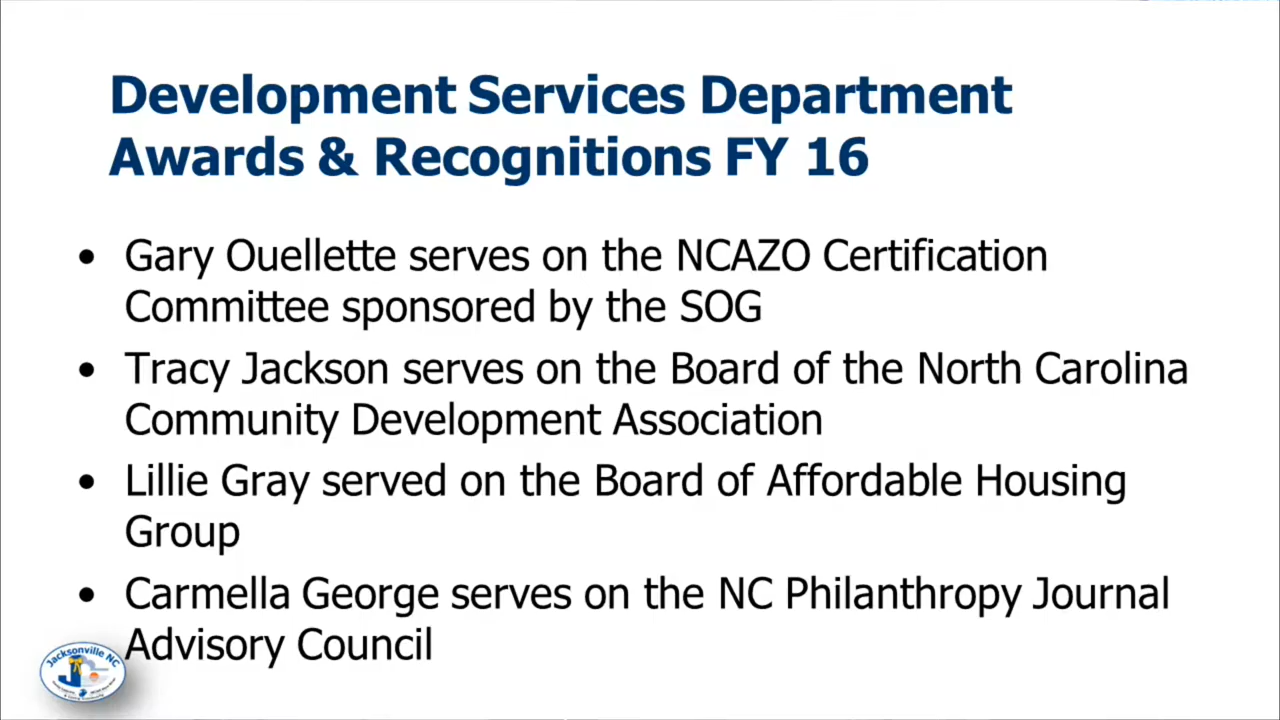 Development Services Department
Awards & Recognitions FY 16
• Gary Ouellette serves on the NCAZO Certification
Committee sponsored by the SOG
• Tracy Jackson serves on the Board of the North Carolina
Community Development Association
• Lillie Gray served on the Board of Affordable Housing
Group
• Carmella George serves on the NC Philanthropy Journal
Advisory Council
Jacksonville NC